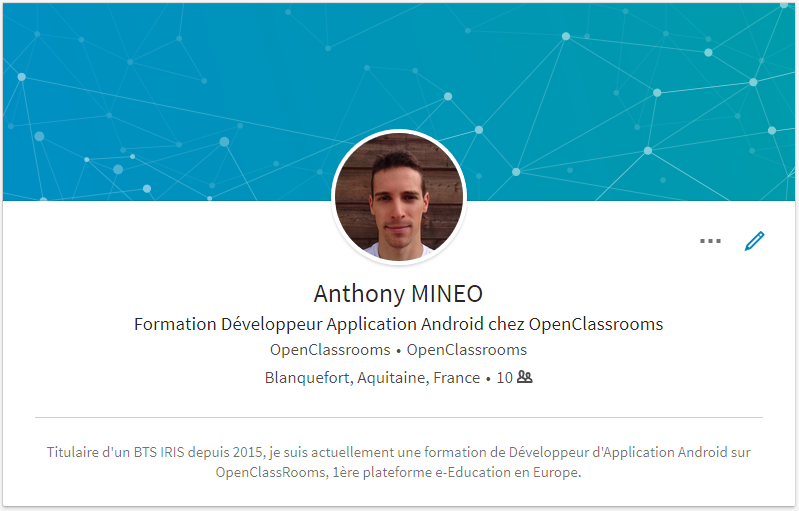 Anthony MINEO
Formation Développeur Application Android chez OpenClassrooms
OpenClassrooms • OpenClassrooms
Blanquefort, Aquitaine, France • 10
Titulaire d'un BTS IRIS depuis 2015, je suis actuellement une formation de Développeur d'Application Android sur
OpenClassRooms, 1ère plateforme e-Education en Europe.